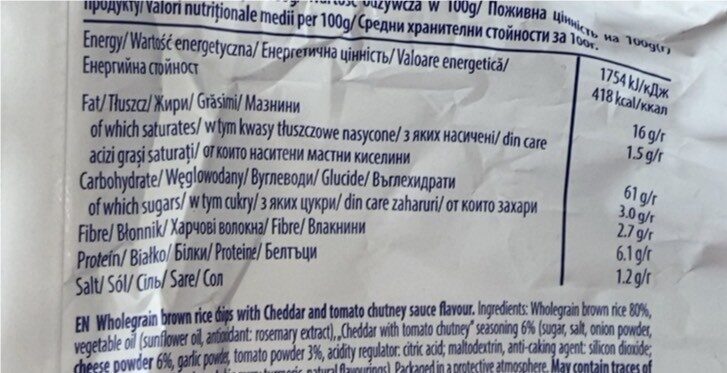 продукту/ Valori nutriționale medii per 100g/ Средни хранителни стойности за 100г.
odżywcza w 100g/ Поживна цінність на 100g(г)
Energy/ Wartość energetyczna/ Енергетична цінність/ Valoare energetică/
Енергийна стойност
1754 kJ/кДж
418 kcal/ккал
Fat/ Tłuszcz/ Жири/ Grăsimi/ Мазнини 16 g/г
of which saturates/ w tym kwasy tłuszczowe nasycone/ з яких насичені/ din care
acizi grași saturați/ от които наситени мастни киселини 1.5 g/г
Carbohydrate/ Węglowodany/ Вуглеводи/ Glucide/ Въглехидрати 61 g/г
of which sugars/ w tym cukry/ з яких цукри/ din care zaharuri/ от които захари 3.0 g/г
Fibre/ Błonnik/ Харчові волокна/ Fibre/ Влакнини 2.7 g/г
Protein/ Białko/ Білки/ Proteine/ Белтъци 6.1 g/г
Salt/ Sól/ Сіль/ Sare/ Сол 1.2 g/г
EN Wholegrain brown rice chips with Cheddar and tomato chutney sauce flavour. Ingredients: Wholegrain brown rice 80%,
vegetable oil (sunflower oil, antioxidant: rosemary extract), „Cheddar with tomato chutney" seasoning 6% (sugar, salt, onion powder,
cheese powder 6%, garlic powder, tomato powder 3%, acidity regulator: citric acid; maltodextrin, anti-caking agent: silicon dioxide;
natural flavourings). Packaged in a protective atmosphere. May contain traces of